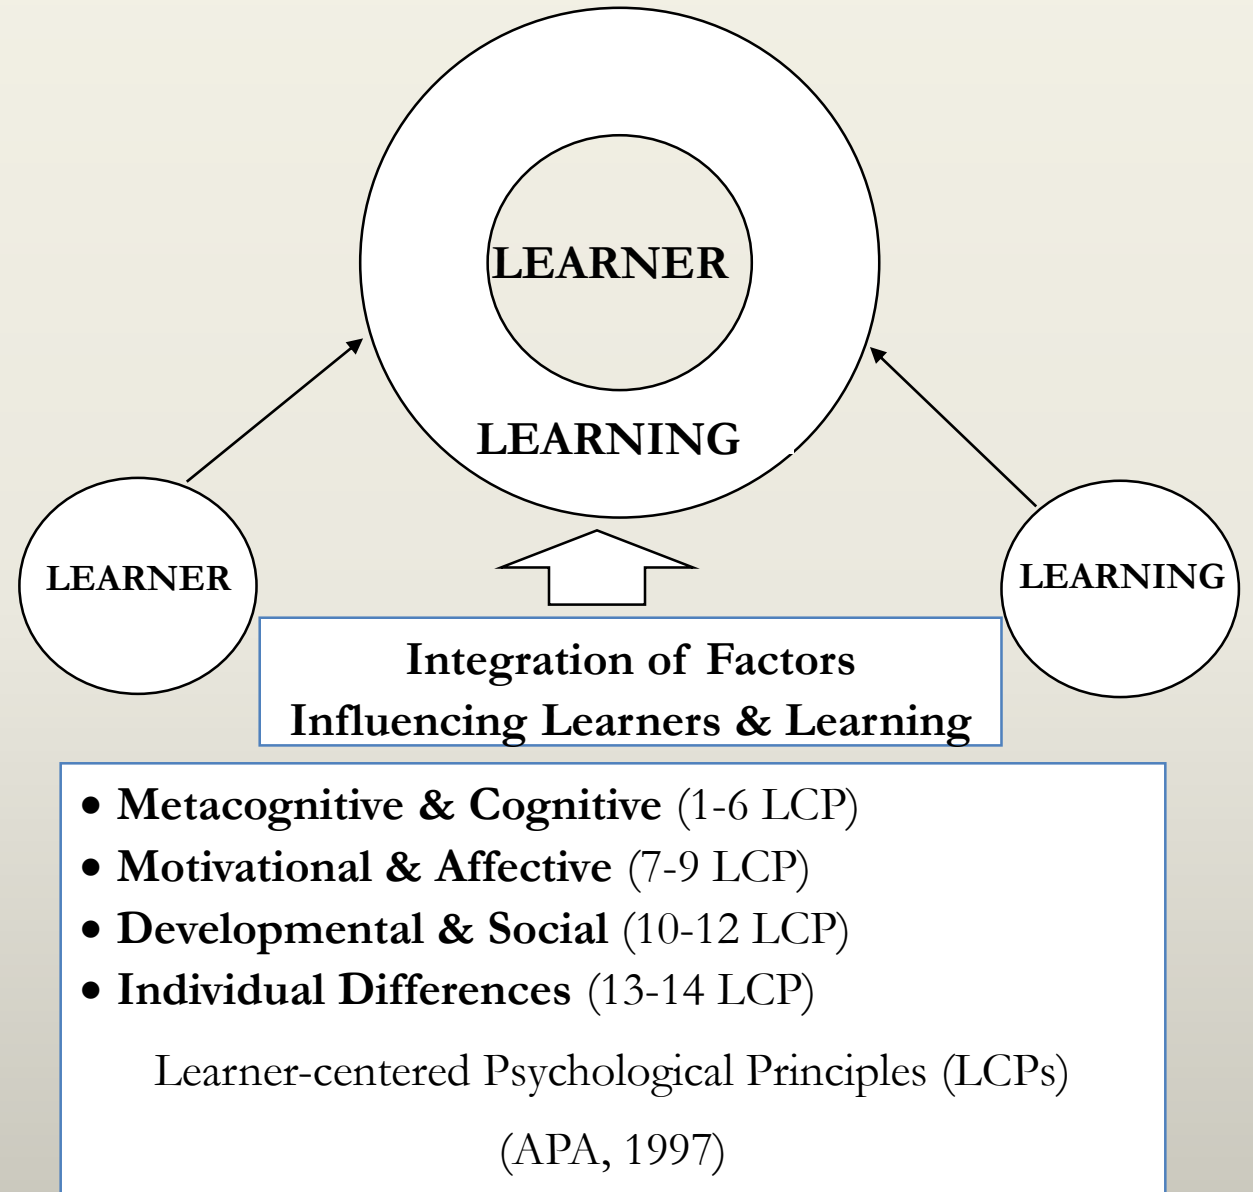 LEARNER
LEARNING
LEARNER
LEARNING
Integration of Factors
Influencing Learners & Learning
• Metacognitive & Cognitive (1-6 LCP)
• Motivational & Affective (7-9 LCP)
• Developmental & Social (10-12 LCP)
• Individual Differences (13-14 LCP)
Learner-centered Psychological Principles (LCPs)
(APA, 1997)